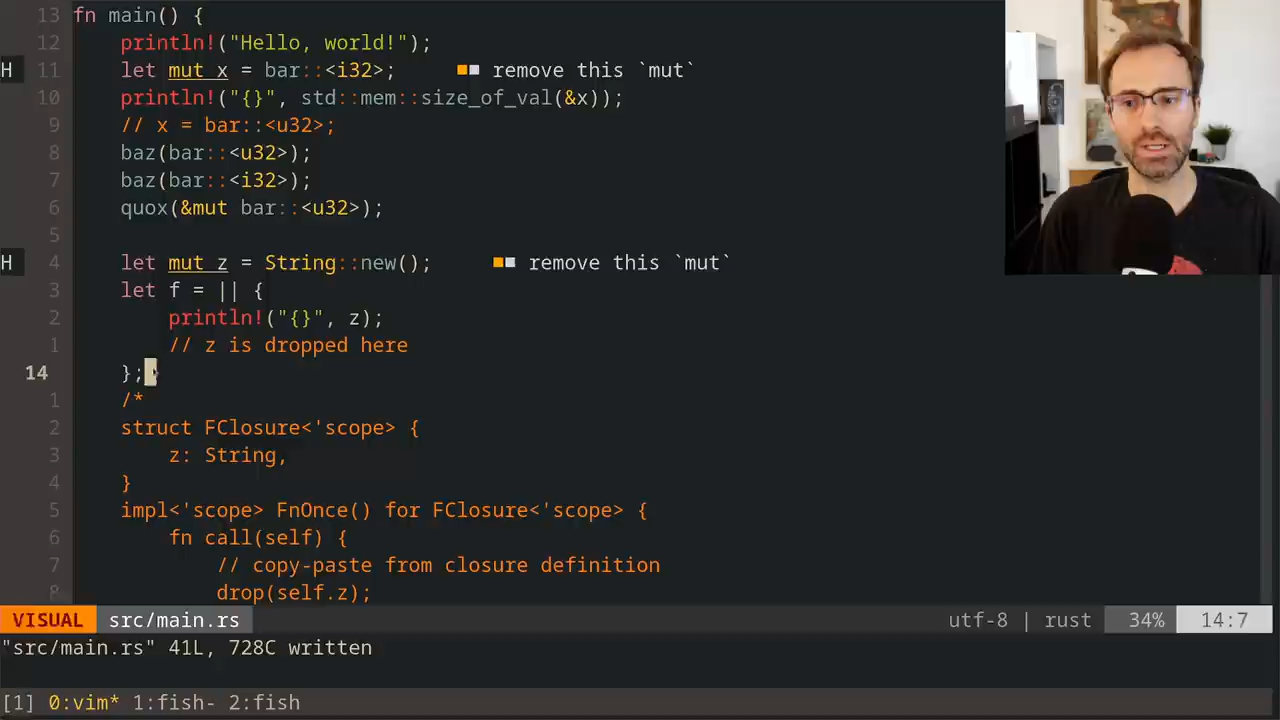 13 fn main() {
12     println!("Hello, world!");
H 11     let mut x = bar::<i32>;     remove this `mut`
10     println!("{}", std::mem::size_of_val(&x));
9     // x = bar::<u32>;
8     baz(bar::<u32>);
7     baz(bar::<i32>);
6     quox(&mut bar::<u32>);
5
H 4     let mut z = String::new();     remove this `mut`
3     let f = || {
2         println!("{}", z);
1         // z is dropped here
14     };
1     /*
2     struct FClosure<'scope> {
3         z: String,
4     }
5     impl<'scope> FnOnce() for FClosure<'scope> {
6         fn call(self) {
7             // copy-paste from closure definition
8             drop(self.z);
VISUAL src/main.rs utf-8 | rust 34% 14:7
"src/main.rs" 41L, 728C written
[1] 0:vim* 1:fish- 2:fish